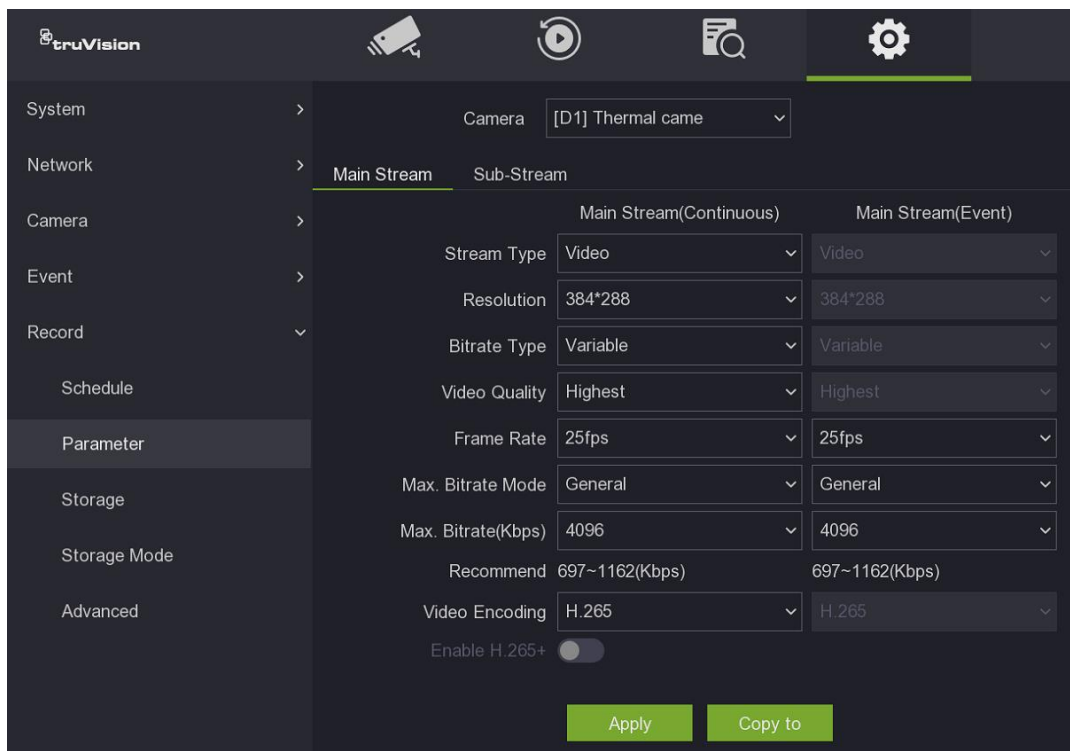 truVision
System
Network
Camera
Event
Record
Schedule
Parameter
Storage
Storage Mode
Advanced
Camera [D1] Thermal came
Main Stream Sub-Stream
Main Stream(Continuous) Main Stream(Event)
Stream Type Video Video
Resolution 384*288 384*288
Bitrate Type Variable Variable
Video Quality Highest Highest
Frame Rate 25fps 25fps
Max. Bitrate Mode General General
Max. Bitrate(Kbps) 4096 4096
Recommend 697~1162(Kbps) 697~1162(Kbps)
Video Encoding H.265 H.265
Enable H.265+
Apply Copy to